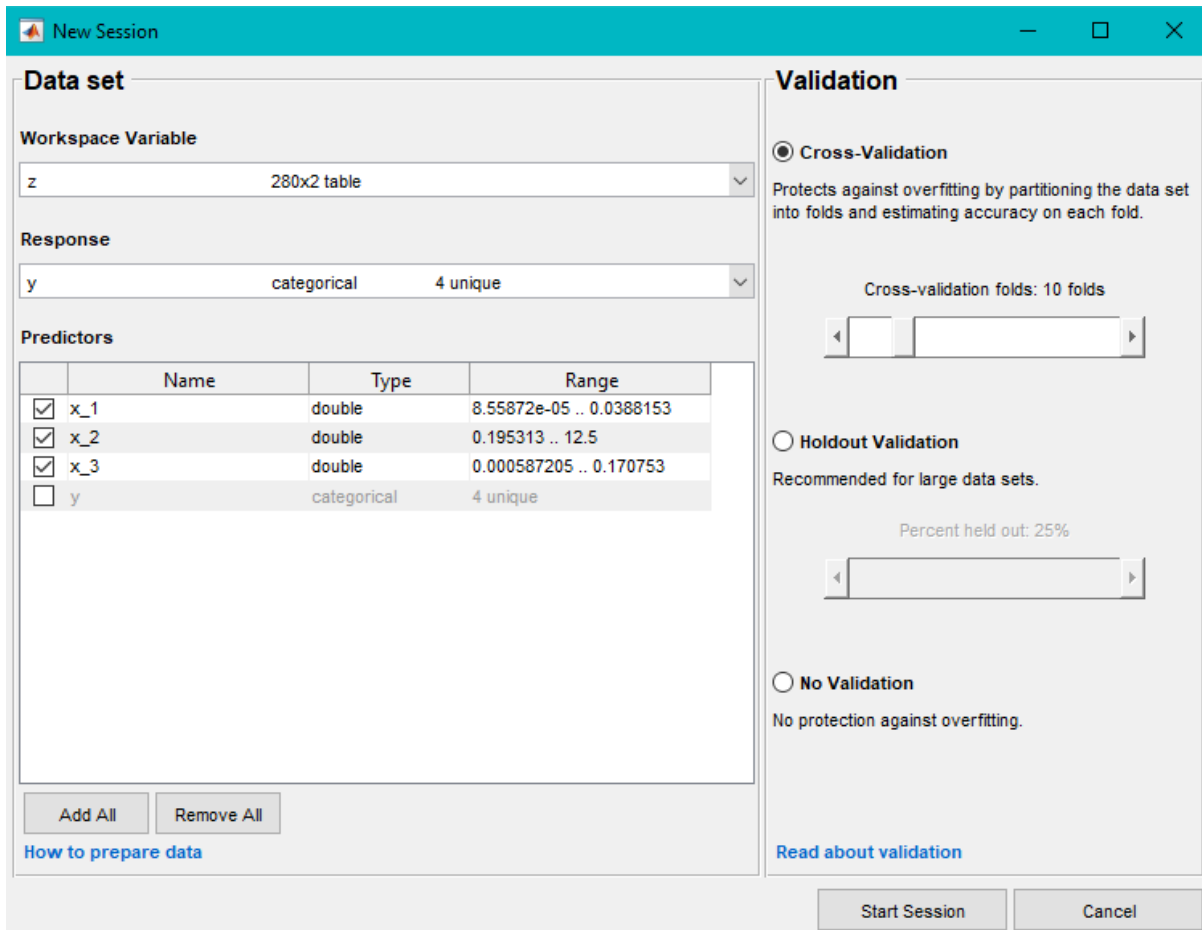 New Session
Data set
Workspace Variable
z 280x2 table
Response
y categorical 4 unique
Predictors
Name Type Range
x_1 double 8.55872e-05 .. 0.0388153
x_2 double 0.195313 .. 12.5
x_3 double 0.000587205 .. 0.170753
y categorical 4 unique
Add All Remove All
How to prepare data
Validation
Cross-Validation
Protects against overfitting by partitioning the data set
into folds and estimating accuracy on each fold.
Cross-validation folds: 10 folds
Holdout Validation
Recommended for large data sets.
Percent held out: 25%
No Validation
No protection against overfitting.
Read about validation
Start Session Cancel